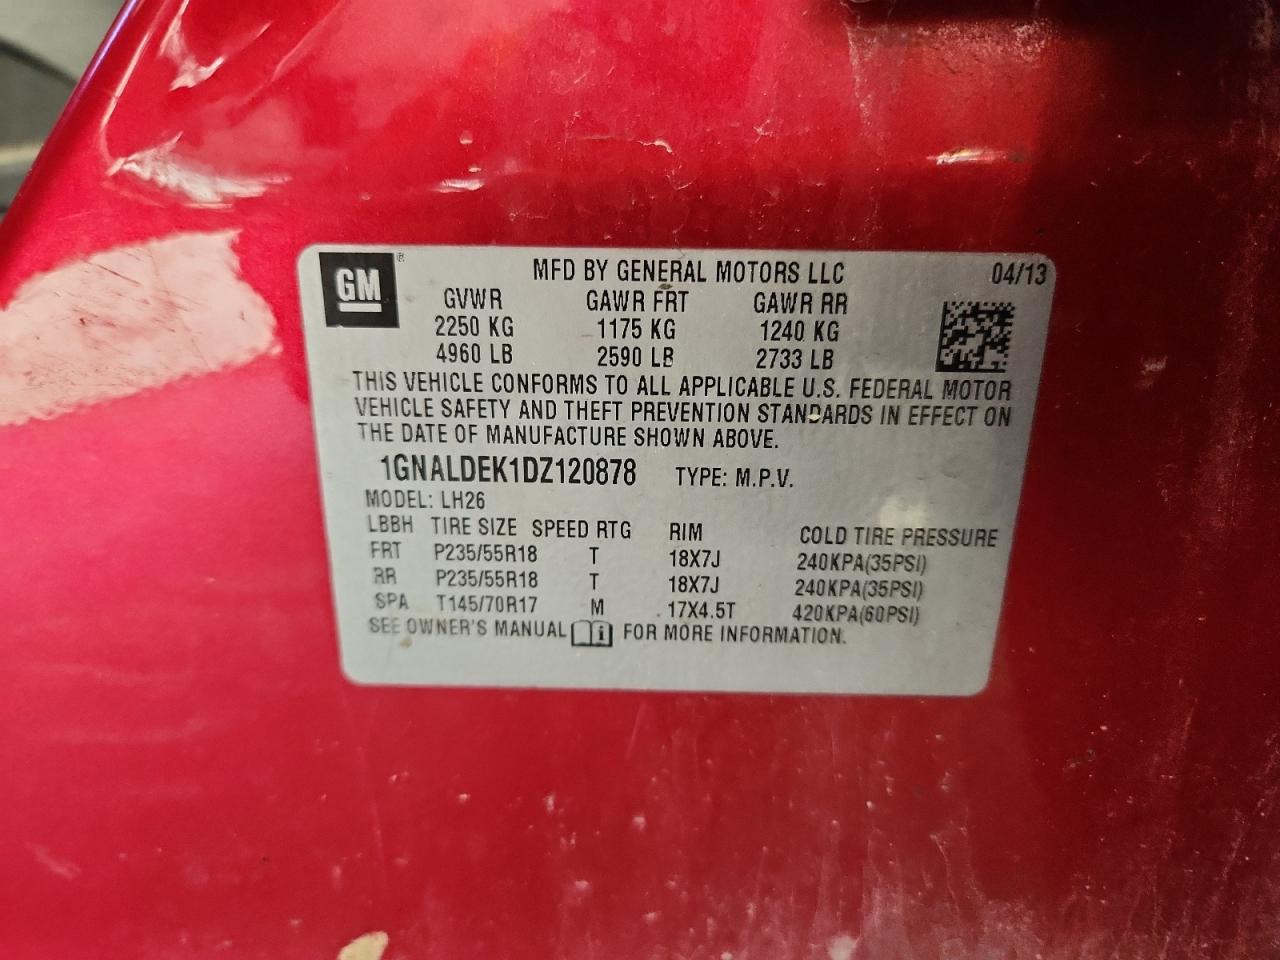 GM ® MFD BY GENERAL MOTORS LLC 04/13
GVWR GAWR FRT GAWR RR
2250 KG 1175 KG 1240 KG
4960 LB 2590 LB 2733 LB
THIS VEHICLE CONFORMS TO ALL APPLICABLE U.S. FEDERAL MOTOR
VEHICLE SAFETY AND THEFT PREVENTION STANDARDS IN EFFECT ON
THE DATE OF MANUFACTURE SHOWN ABOVE.
1GNALDEK1DZ120878 TYPE: M.P.V.
MODEL: LH26
LBBH TIRE SIZE SPEED RTG RIM COLD TIRE PRESSURE
FRT P235/55R18 T 18X7J 240KPA(35PSI)
RR P235/55R18 T 18X7J 240KPA(35PSI)
SPA T145/70R17 M 17X4.5T 420KPA(60PSI)
SEE OWNER'S MANUAL FOR MORE INFORMATION.